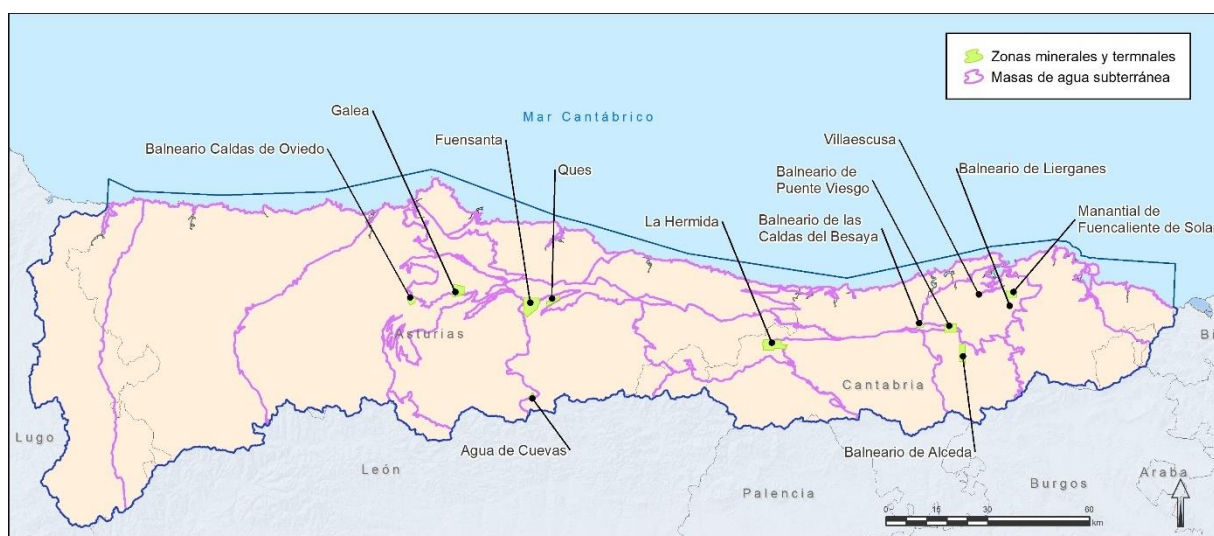 Zonas minerales y termnales
Masas de agua subterránea
Mar Cantábrico
Galea
Balneario Caldas de Oviedo
Fuensanta
Ques
La Hermida
Villaescusa
Balneario de
Puente Viesgo
Balneario de las
Caldas del Besaya
Balneario de Lierganes
Manantial de
Fuencaliente de Solar
Asturias
Cantabria
Bi
Lugo
León
Agua de Cuevas
Palencia
Balneario de Alceda
Burgos
Araba
0 15 30 60
km